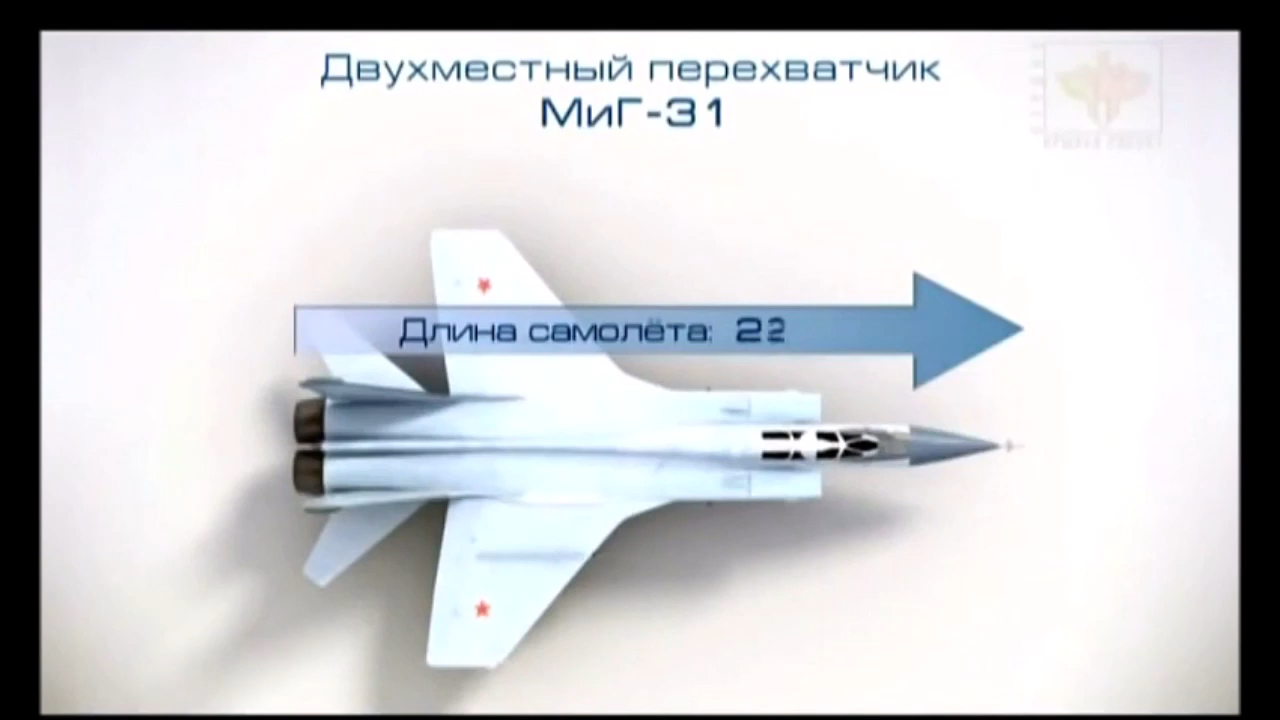 Двухместный перехватчик
МиГ-31
Длина самолёта: 22